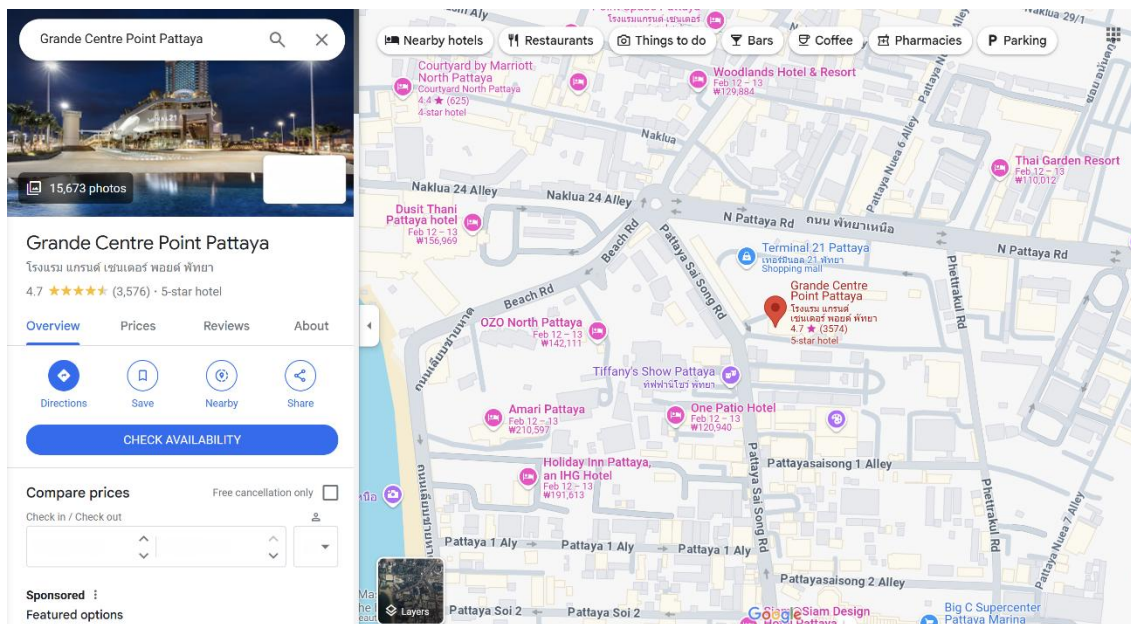 Grande Centre Point Pattaya
15,673 photos
Grande Centre Point Pattaya
โรงแรม แกรนด์ เซ็นเตอร์ พอยต์ พัทยา
4.7 ★★★★★ (3,576) · 5-star hotel
Overview Prices Reviews About
Directions Save Nearby Share
CHECK AVAILABILITY
Compare prices Free cancellation only
Check in / Check out
Sponsored
Featured options
Nearby hotels Restaurants Things to do Bars Coffee Pharmacies Parking
Naklua 29/1
Courtyard by Marriott
North Pattaya
Courtyard North Pattaya
4.4 ★ (625)
4-star hotel
Woodlands Hotel & Resort
Feb 12 – 13
₩129,884
Naklua
Pattaya Nuea 6 Alley
Thai Garden Resort
Feb 12 – 13
₩110,012
Naklua 24 Alley
Naklua 24 Alley
Dusit Thani
Pattaya hotel
Feb 12 – 13
₩156,969
N Pattaya Rd ถนน พัทยาเหนือ
N Pattaya Rd
Beach Rd
Beach Rd
Pattaya Sai Song Rd
Terminal 21 Pattaya
เทอร์มินอล 21 พัทยา
Shopping mall
Grande Centre
Point Pattaya
โรงแรม แกรนด์
เซ็นเตอร์ พอยต์ พัทยา
4.7 ★ (3574)
5-star hotel
Phettrakul Rd
OZO North Pattaya
Feb 12 – 13
₩142,111
Tiffany's Show Pattaya
ทิฟฟานีโชว์ พัทยา
Amari Pattaya
Feb 12 – 13
₩210,597
One Patio Hotel
Feb 12 – 13
₩120,940
Holiday Inn Pattaya,
an IHG Hotel
Feb 12 – 13
₩191,613
Pattayasaisong 1 Alley
Pattaya Sai Song Rd
Phettrakul Rd
Pattaya Nuea 7 Alley
Pattaya 1 Aly
Pattaya 1 Aly
Pattaya 1 Aly
Pattayasaisong 2 Alley
Layers
Pattaya Soi 2
Pattaya Soi 2
Google
Siam Design
Big C Supercenter
Pattaya Marina